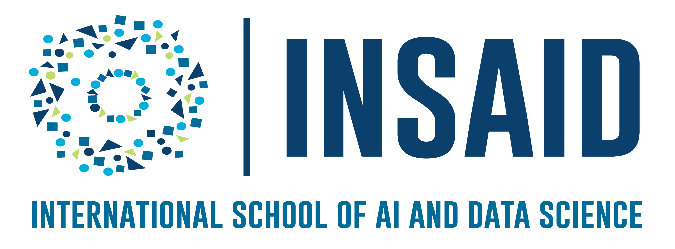 INSAID
INTERNATIONAL SCHOOL OF AI AND DATA SCIENCE